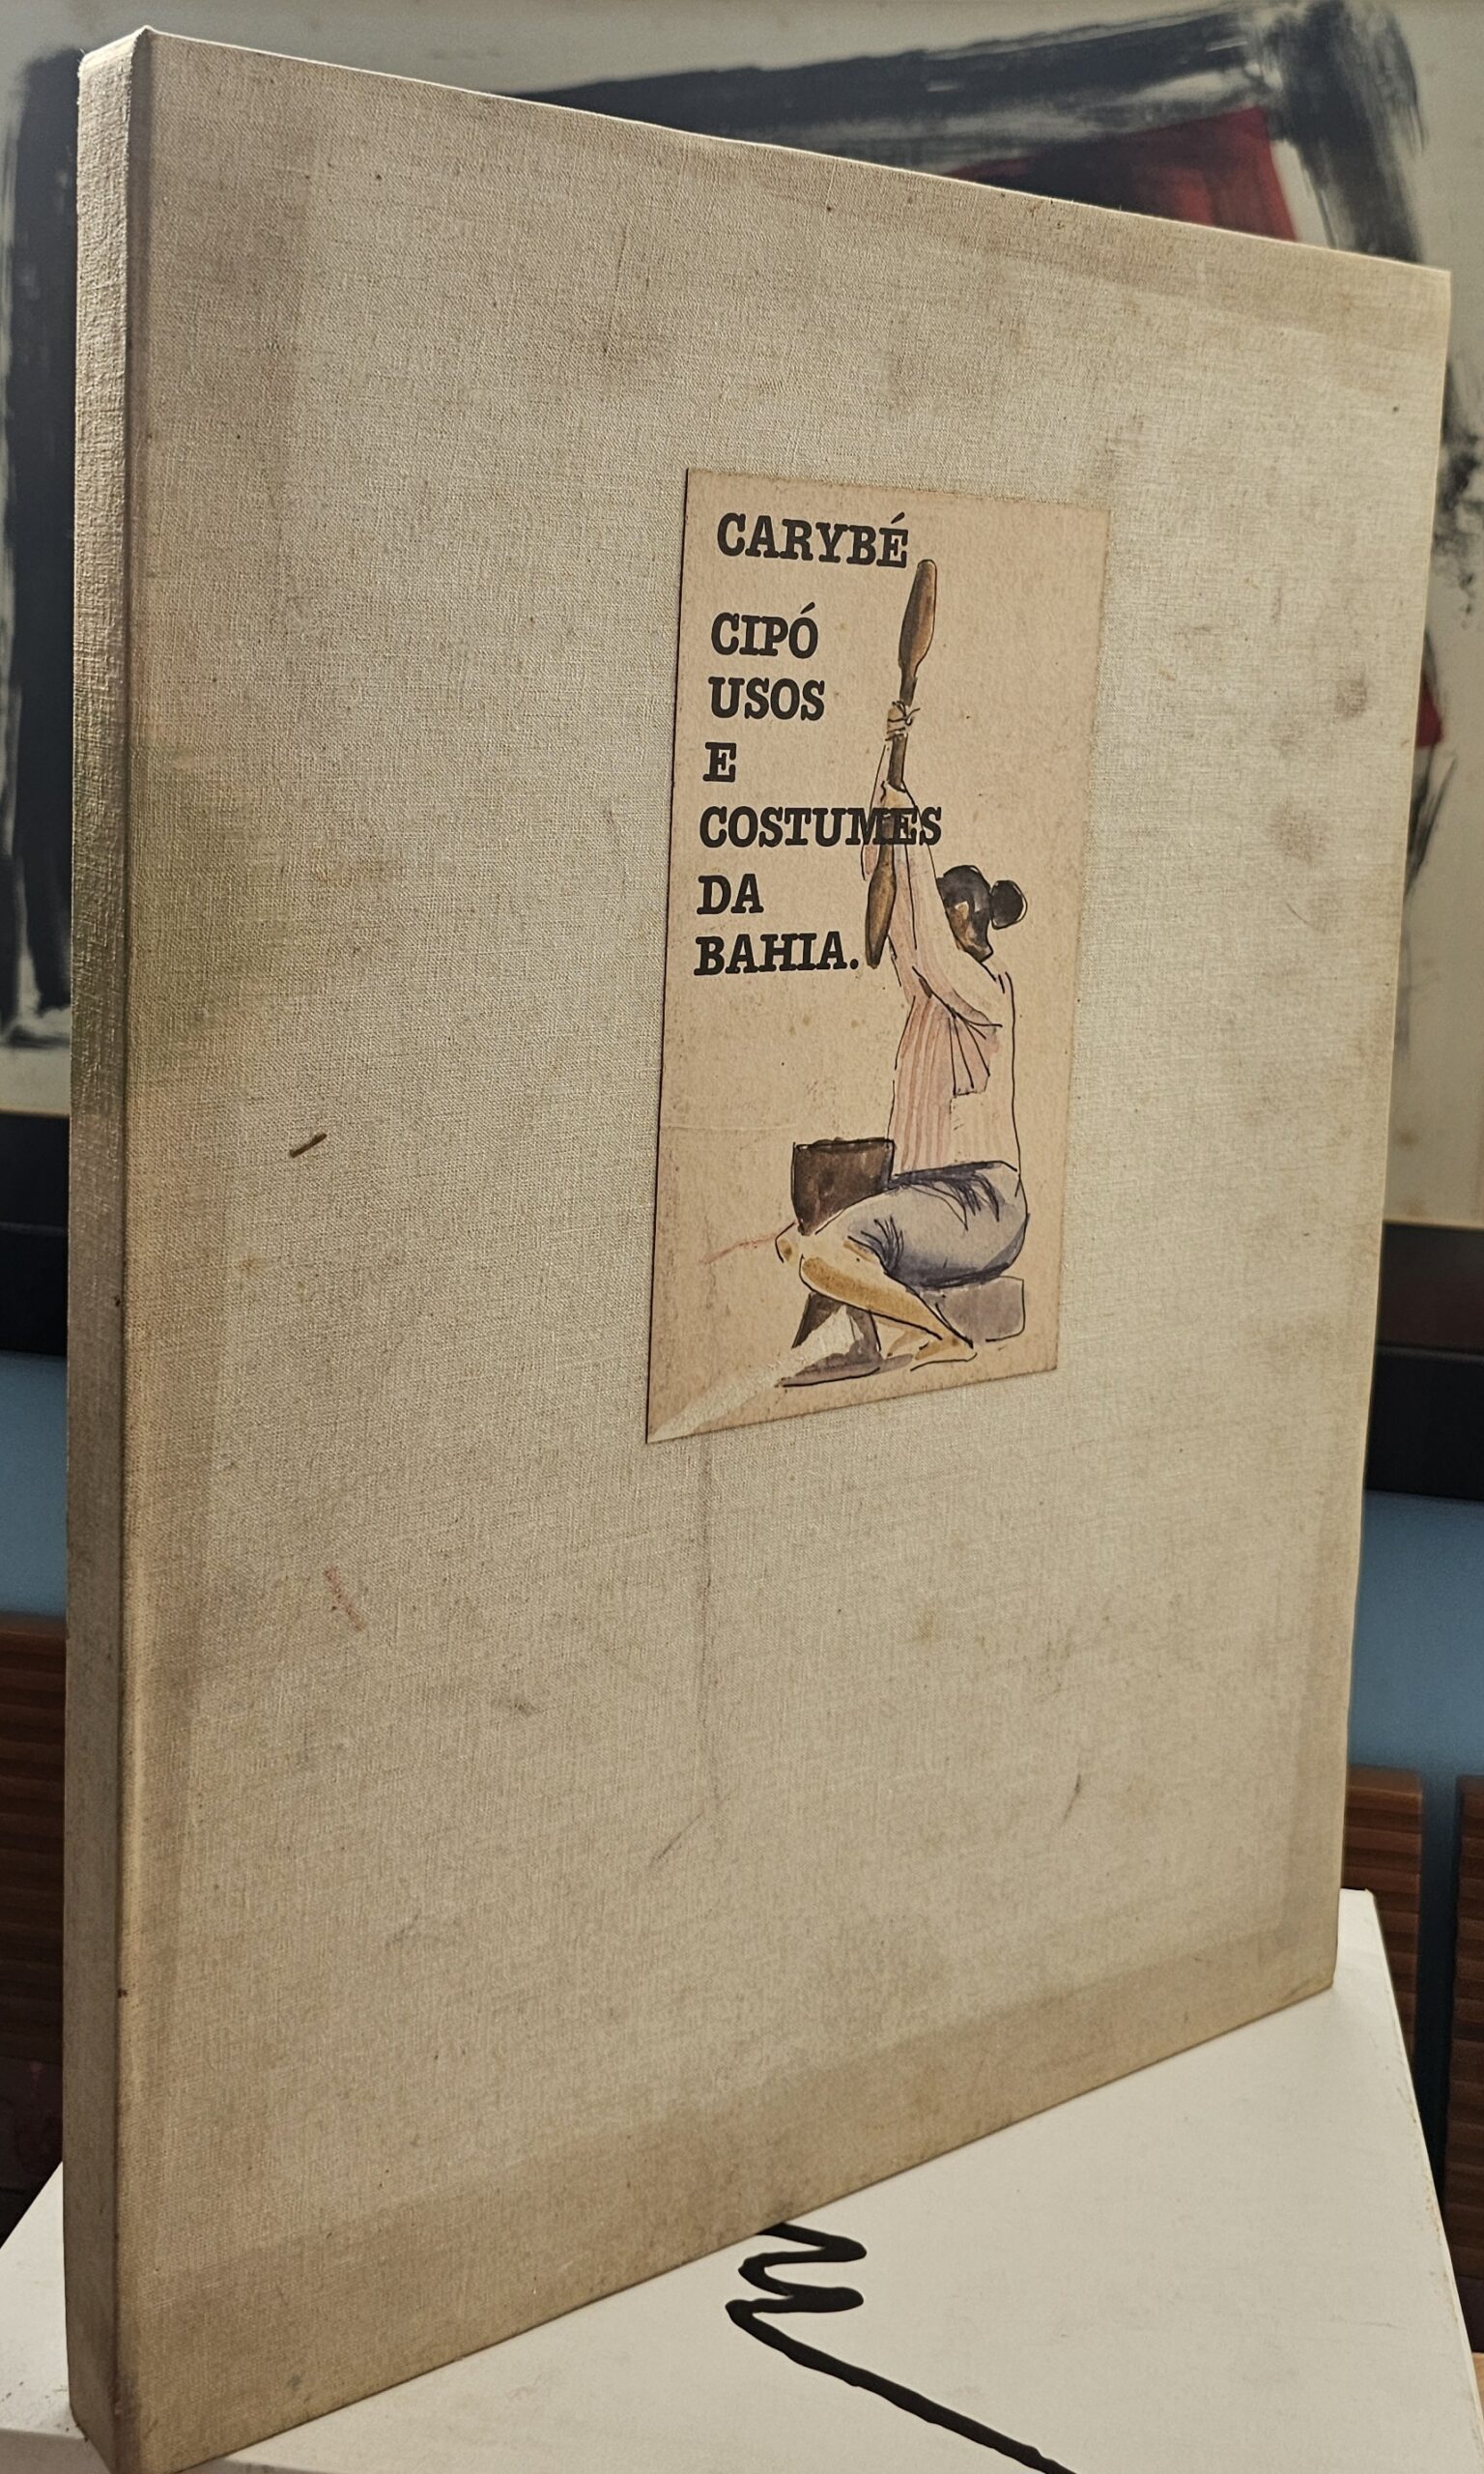 CARYBÉ
CIPÓ
USOS
E
COSTUMES
DA
BAHIA.